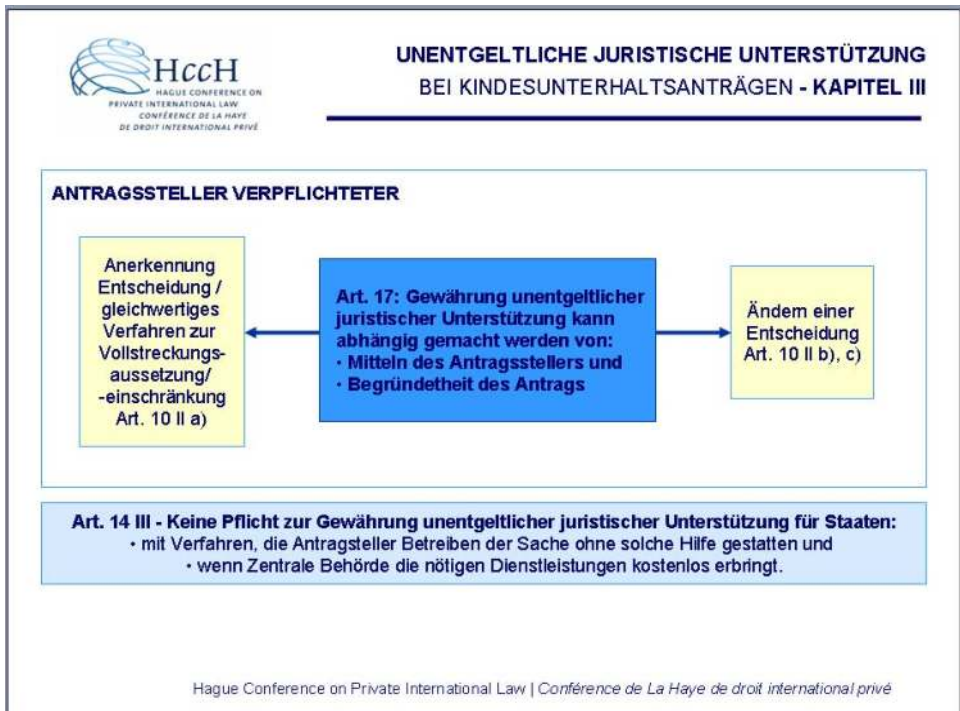 HccH
HAGUE CONFERENCE ON
PRIVATE INTERNATIONAL LAW
CONFÉRENCE DE LA HAYE
DE DROIT INTERNATIONAL PRIVÉ
UNENTGELTLICHE JURISTISCHE UNTERSTÜTZUNG
BEI KINDESUNTERHALTSANTRÄGEN - KAPITEL III
ANTRAGSSTELLER VERPFLICHTETER
Anerkennung
Entscheidung /
gleichwertiges
Verfahren zur
Vollstreckungs-
aussetzung/
-einschränkung
Art. 10 II a)
Art. 17: Gewährung unentgeltlicher
juristischer Unterstützung kann
abhängig gemacht werden von:
• Mitteln des Antragsstellers und
• Begründetheit des Antrags
Ändern einer
Entscheidung
Art. 10 II b), c)
Art. 14 III - Keine Pflicht zur Gewährung unentgeltlicher juristischer Unterstützung für Staaten:
• mit Verfahren, die Antragsteller Betreiben der Sache ohne solche Hilfe gestatten und
• wenn Zentrale Behörde die nötigen Dienstleistungen kostenlos erbringt.
Hague Conference on Private International Law | Conférence de La Haye de droit international privé